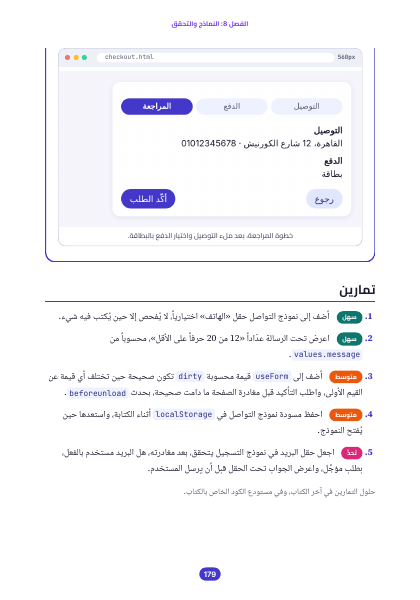 الفصل 8: النماذج والتحقق
checkout.html
560px
التوصيل
الدفع
المراجعة
التوصيل
القاهرة، 12 شارع الكورنيش · 01012345678
الدفع
بطاقة
رجوع
أكّد الطلب
خطوة المراجعة، بعد ملء التوصيل واختيار الدفع بالبطاقة.
تمارين
1. سهل أضف إلى نموذج التواصل حقل «الهاتف» اختيارياً، لا يُفحص إلا حين يُكتب فيه شيء.
2. سهل اعرض تحت الرسالة عدّاداً «12 من 20 حرفاً على الأقل»، محسوباً من
values.message .
3. متوسط أضف إلى useForm قيمة محسوبة dirty تكون صحيحة حين تختلف أي قيمة عن
القيم الأولى، واطلب التأكيد قبل مغادرة الصفحة ما دامت صحيحة، بحدث beforeunload .
4. متوسط احفظ مسودة نموذج التواصل في localStorage أثناء الكتابة، واستعدها حين
يُفتح النموذج.
5. تحدٍّ اجعل حقل البريد في نموذج التسجيل يتحقق، بعد مغادرته، هل البريد مستخدم بالفعل،
بطلب مؤجَّل، واعرض الجواب تحت الحقل قبل أن يرسل المستخدم.
حلول التمارين في آخر الكتاب، وفي مستودع الكود الخاص بالكتاب.
179